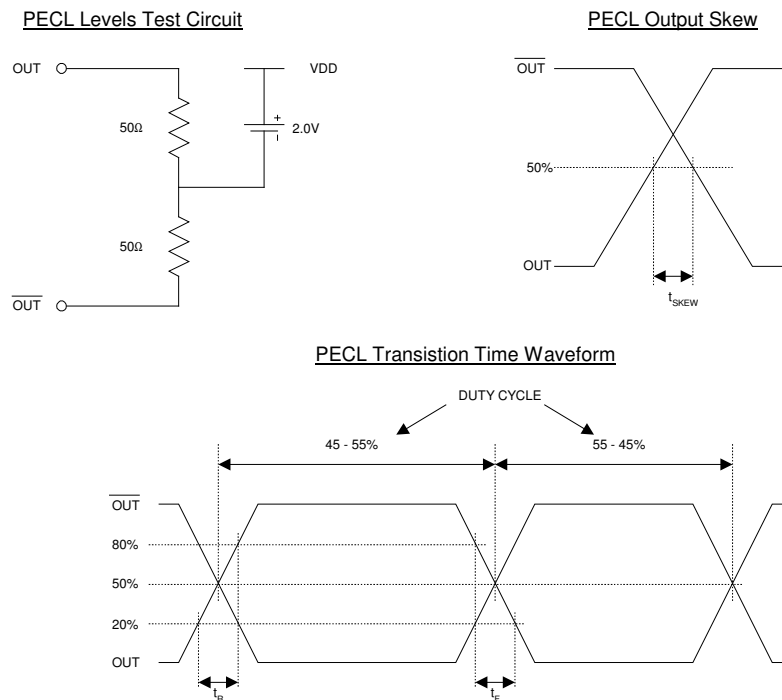 PECL Levels Test Circuit
OUT
VDD
50Ω
+
2.0V
-
50Ω
OUT
PECL Output Skew
OUT
50%
OUT
tSKEW
PECL Transistion Time Waveform
DUTY CYCLE
45 - 55%
55 - 45%
OUT
80%
50%
20%
OUT
tR
tF